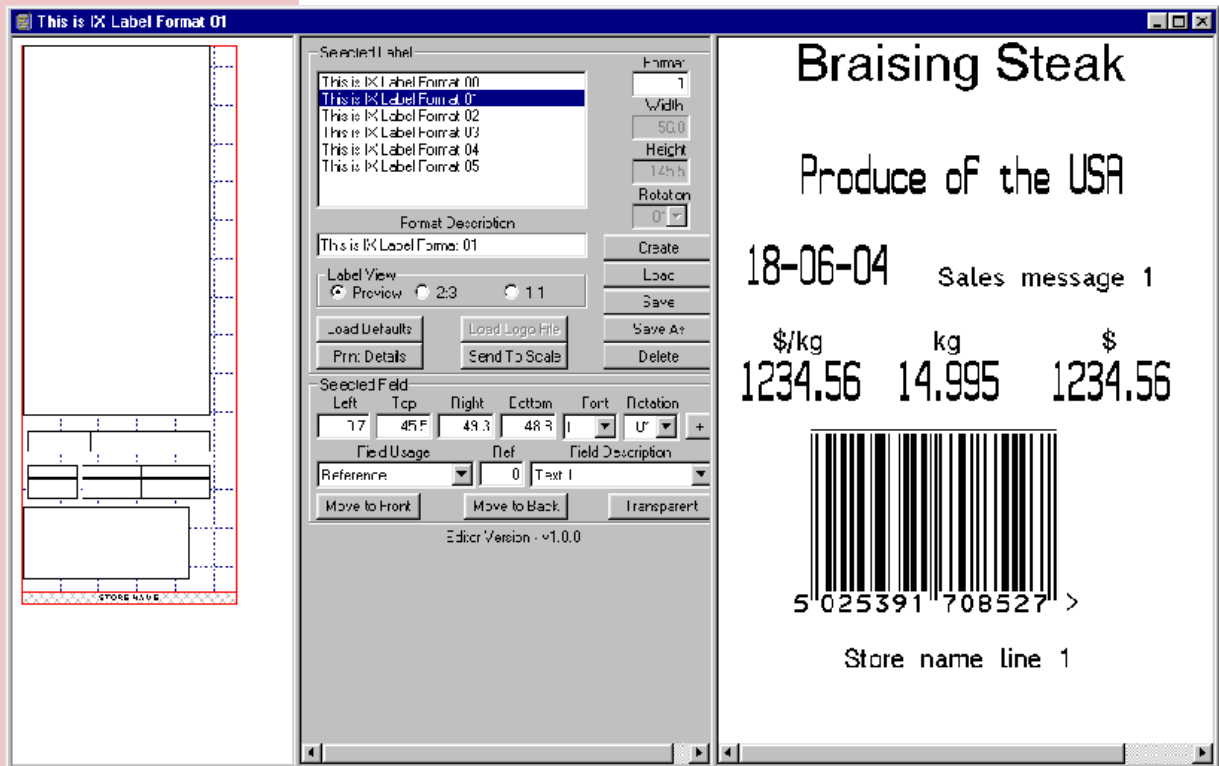 This is IX Label Format 01
STORE NAME
Selected Label
Format
This is IX Label Format 00
This is IX Label Format 01
This is IX Label Format 02
This is IX Label Format 03
This is IX Label Format 04
This is IX Label Format 05
1
Width
Height
145.5
Rotation
0°
Format Description
This is IX Label Format 01
Label View
Preview 2:3 1:1
Create
Load
Save
Load Defaults Load Logo File Save As
Print Details Send To Scale Delete
Selected Field
Left Top Right Bottom Font Rotation
45.5 49.3 48.8 0° +
Field Usage Ref Field Description
Reference 0 Text 1
Move to Front Move to Back Transparent
Editor Version - v1.0.0
Braising Steak
Produce of the USA
18-06-04 Sales message 1
$/kg kg $
1234.56 14.995 1234.56
5 025391 708527 >
Store name line 1